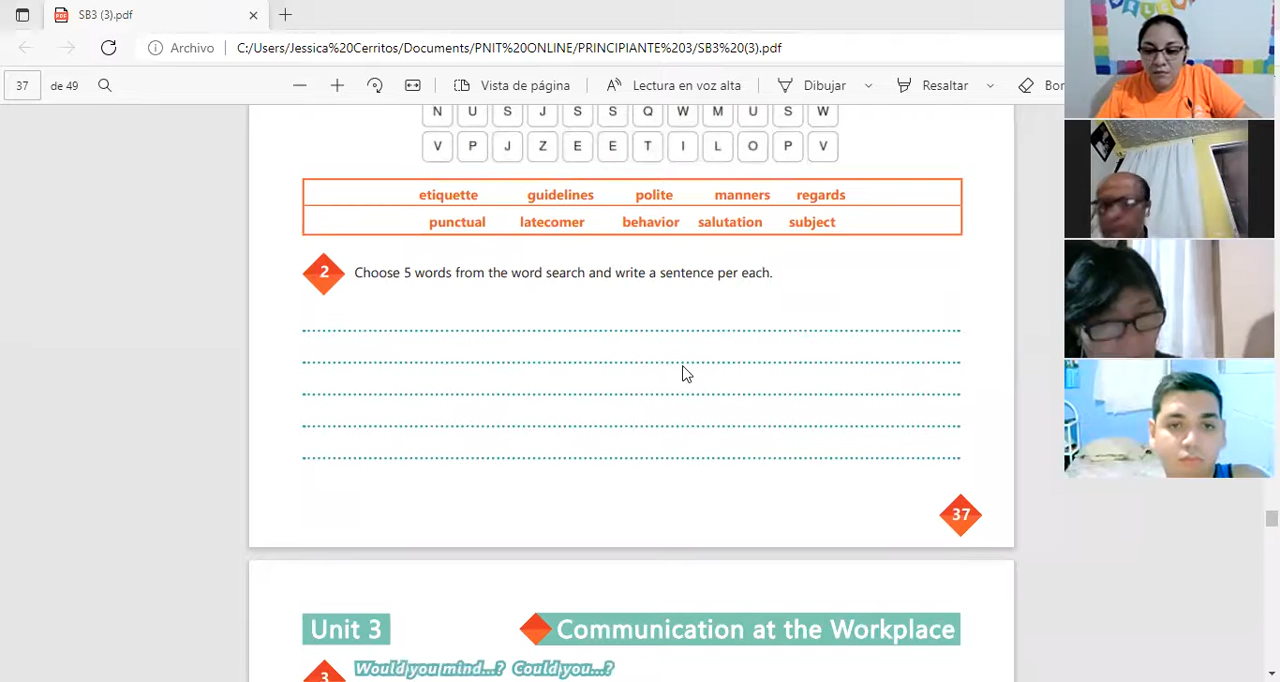 SB3 (3).pdf
Archivo
C:/Users/Jessica%20Cerritos/Documents/PNIT%20ONLINE/PRINCIPIANTE%203/SB3%20(3).pdf
37 de 49
Vista de página
Lectura en voz alta
Dibujar
Resaltar
Bor
N U S J S S Q W M U S W
V P J Z E E T I L O P V
etiquette guidelines polite manners regards
punctual latecomer behavior salutation subject
2 Choose 5 words from the word search and write a sentence per each.
37
Unit 3 Communication at the Workplace
3 Would you mind...? Could you...?